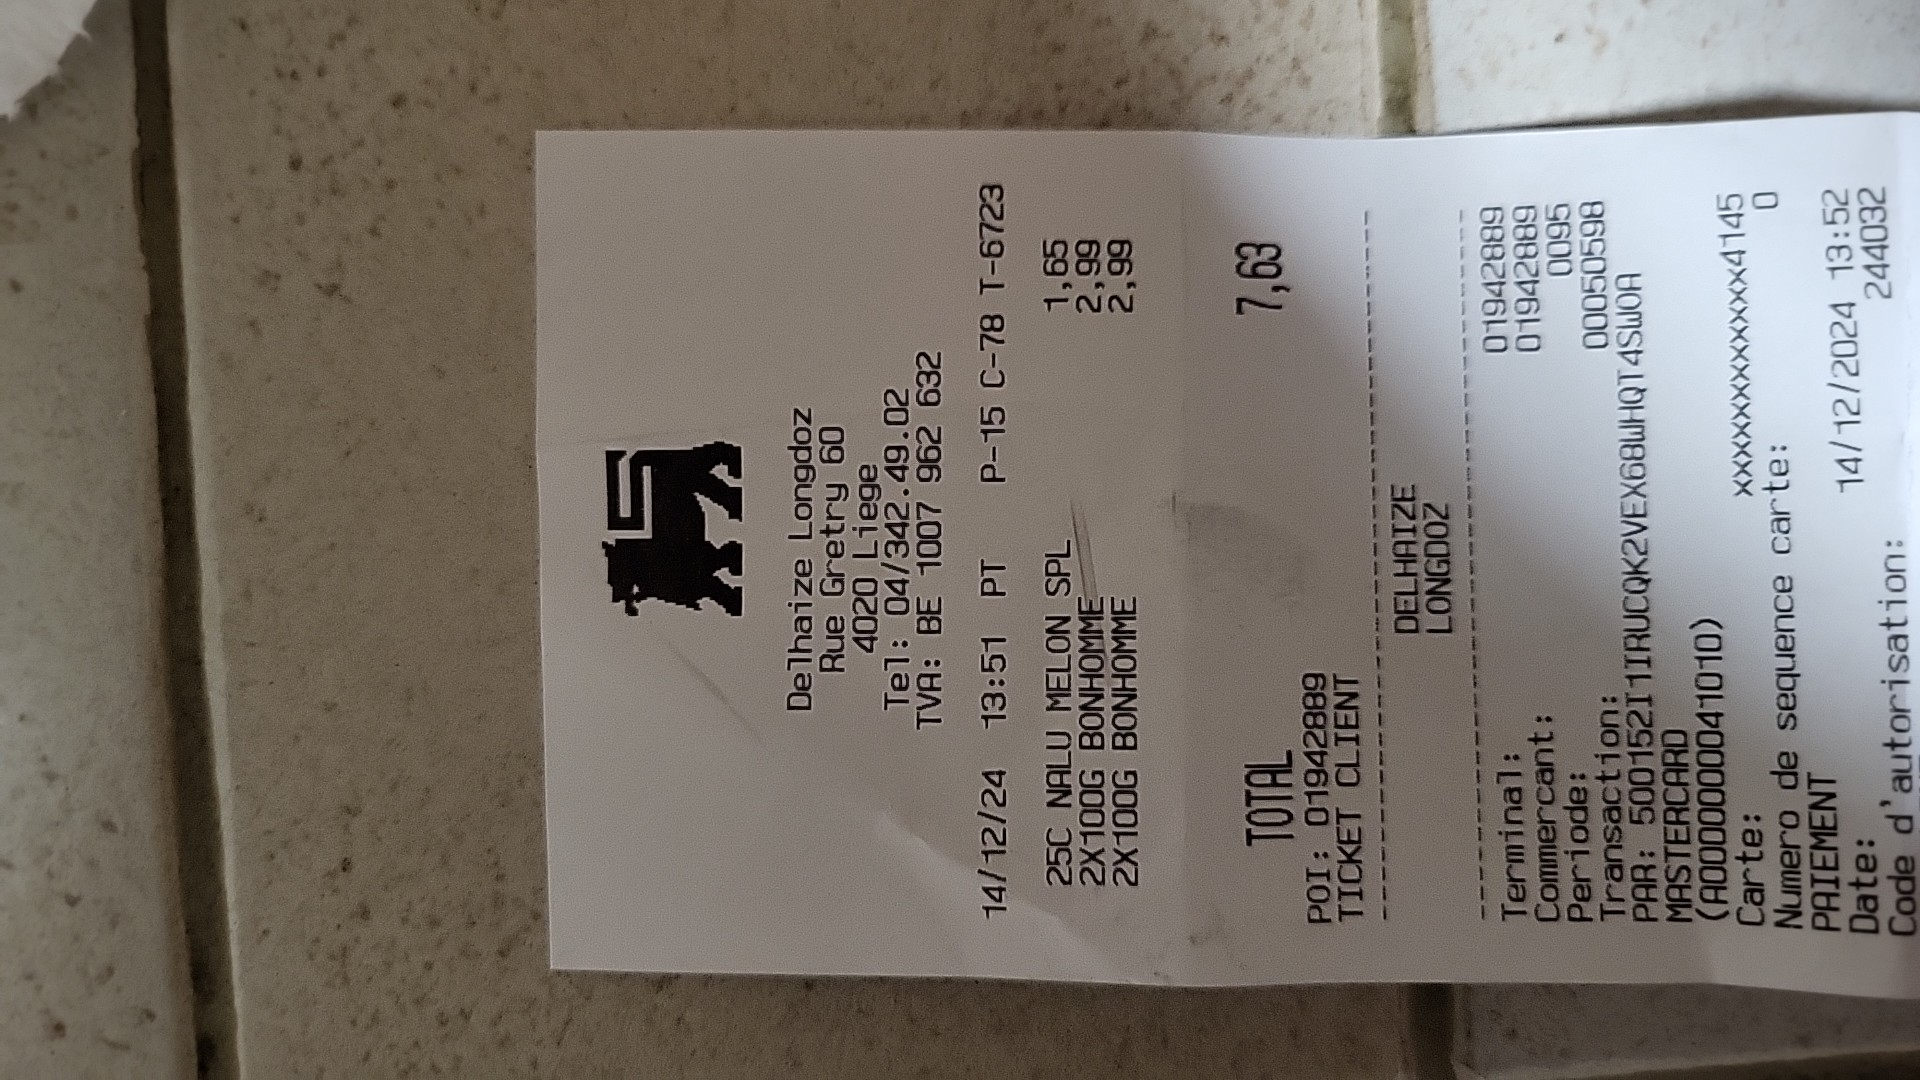 Delhaize Longdoz
Rue Gretry 60
4020 Liege
Tel: 04/342.49.02
TVA: BE 1007 962 632
14/12/24 13:51 PT P-15 C-78 T-6723
25C NALU MELON SPL 1,65
2X100G BONHOMME 2,99
2X100G BONHOMME 2,99
TOTAL 7,63
POI: 01942889
TICKET CLIENT
DELHAIZE
LONGDOZ
Terminal: 01942889
Commercant: 01942889
Periode: 0095
Transaction: 000505598
PAR: 500152I1IRUCQK2VEX68WHQT4SWOA
MASTERCARD
(A0000000041010)
Carte: xxxxxxxxxxxxx4145
Numero de sequence carte: 0
PAIEMENT
Date: 14/12/2024 13:52
Code d'autorisation: 244032